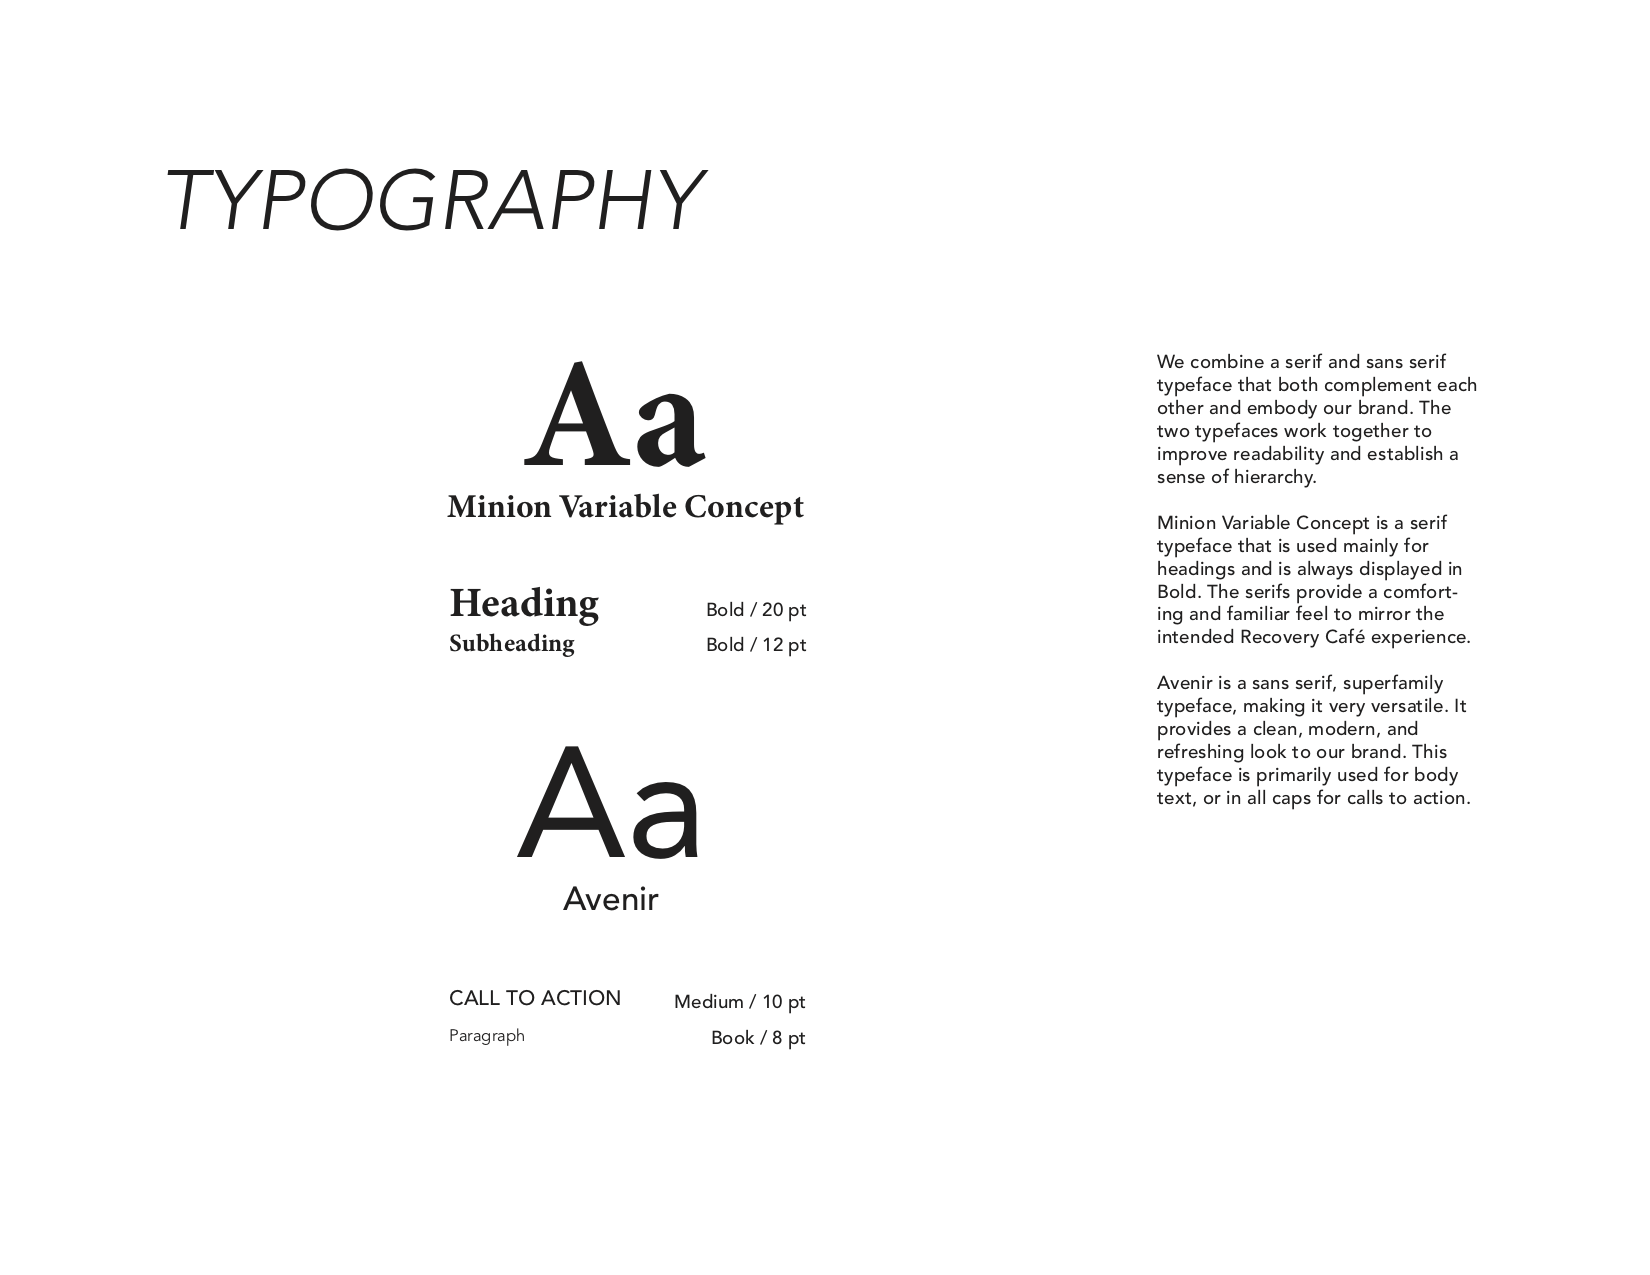 TYPOGRAPHY
Aa
Minion Variable Concept
Heading Bold / 20 pt
Subheading Bold / 12 pt
Aa
Avenir
CALL TO ACTION Medium / 10 pt
Paragraph Book / 8 pt
We combine a serif and sans serif
typeface that both complement each
other and embody our brand. The
two typefaces work together to
improve readability and establish a
sense of hierarchy.
Minion Variable Concept is a serif
typeface that is used mainly for
headings and is always displayed in
Bold. The serifs provide a comfort-
ing and familiar feel to mirror the
intended Recovery Café experience.
Avenir is a sans serif, superfamily
typeface, making it very versatile. It
provides a clean, modern, and
refreshing look to our brand. This
typeface is primarily used for body
text, or in all caps for calls to action.